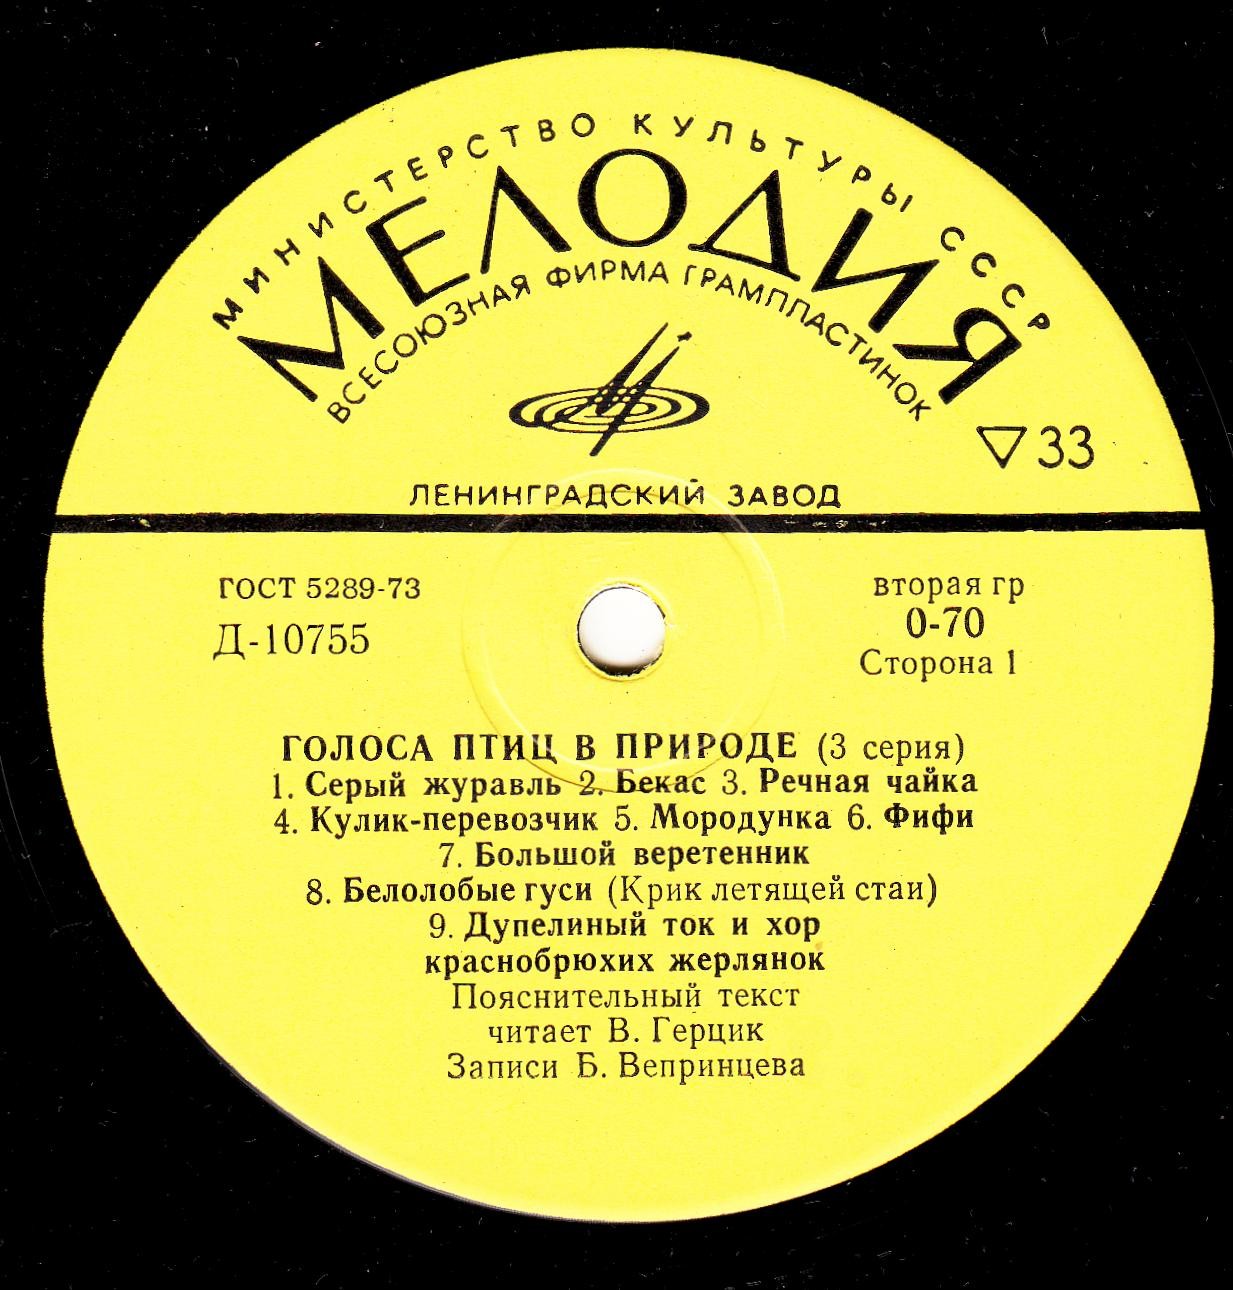 МИНИСТЕРСТВО КУЛЬТУРЫ СССР
МЕЛОДИЯ
ВСЕСОЮЗНАЯ ФИРМА ГРАМПЛАСТИНОК
33
ЛЕНИНГРАДСКИЙ ЗАВОД
ГОСТ 5289-73
Д-10755
вторая гр
0-70
Сторона 1
ГОЛОСА ПТИЦ В ПРИРОДЕ (3 серия)
1. Серый журавль 2. Бекас 3. Речная чайка
4. Кулик-перевозчик 5. Мородунка 6. Фифи
7. Большой веретенник
8. Белолобые гуси (Крик летящей стаи)
9. Дупелиный ток и хор
краснобрюхих жерлянок
Пояснительный текст
читает В. Герцик
Записи Б. Вепринцева